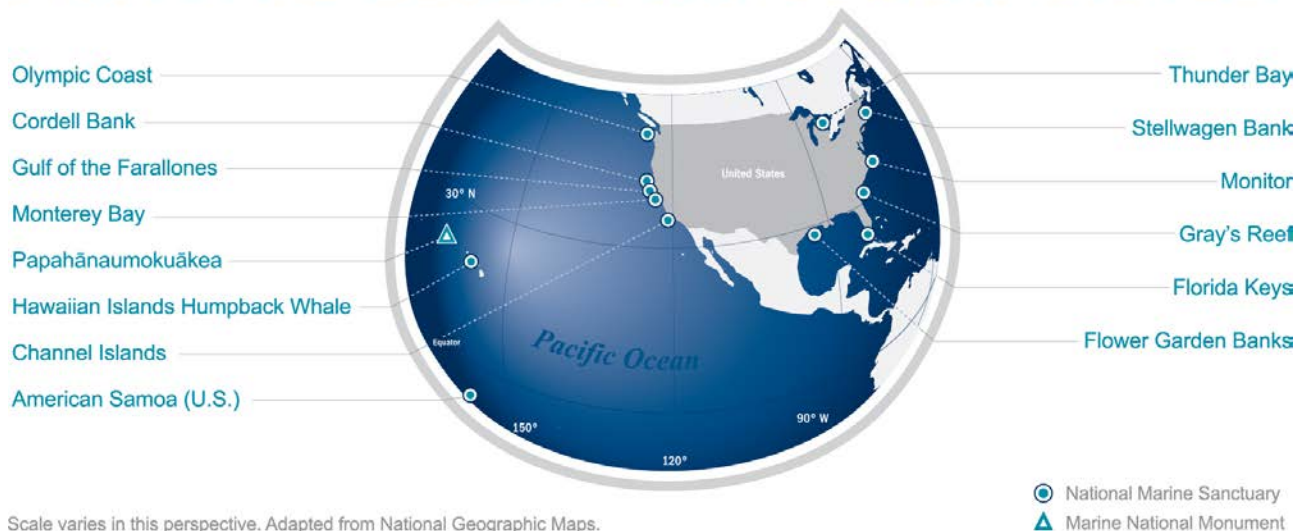 Olympic Coast
Cordell Bank
Gulf of the Farallones
Monterey Bay
Papahānaumokuākea
Hawaiian Islands Humpback Whale
Channel Islands
American Samoa (U.S.)
30° N
Equator
150°
120°
90° W
United States
Pacific Ocean
Thunder Bay
Stellwagen Bank
Monitor
Gray's Reef
Florida Keys
Flower Garden Banks
National Marine Sanctuary
Marine National Monument
Scale varies in this perspective. Adapted from National Geographic Maps.